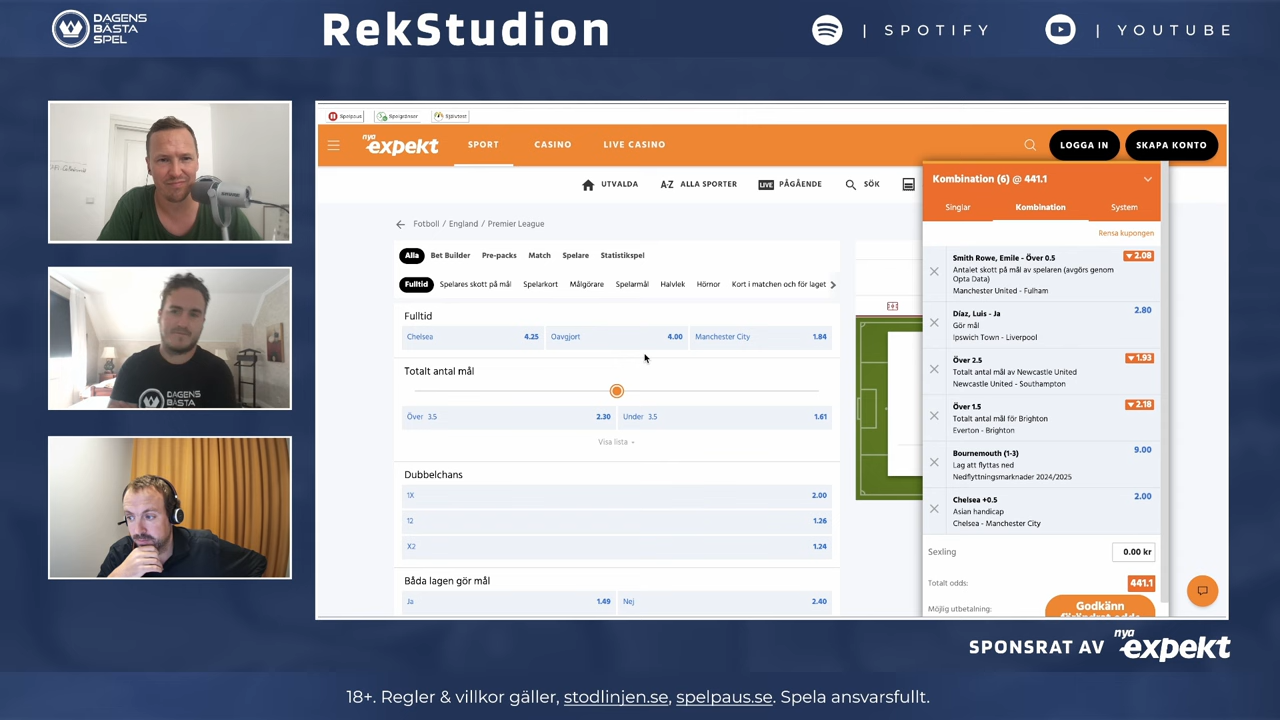 DAGENS
BÄSTA
SPEL
RekStudion
| SPOTIFY
| YOUTUBE
Spelpaus
Spelgränser
Självtest
nya
expekt
SPORT
CASINO
LIVE CASINO
LOGGA IN
SKAPA KONTO
UTVALDA
A-Z ALLA SPORTER
LIVE PÅGÅENDE
SÖK
Fotboll / England / Premier League
Alla
Bet Builder
Pre-packs
Match
Spelare
Statistikspel
Fulltid
Spelares skott på mål
Spelarkort
Målgörare
Spelarmål
Halvlek
Hörnor
Kort i matchen och för laget
Fulltid
Chelsea 4.25
Oavgjort 4.00
Manchester City 1.84
Totalt antal mål
Över 3.5 2.30
Under 3.5 1.61
Visa lista
Dubbelchans
1X 2.00
12 1.26
X2 1.24
Båda lagen gör mål
Ja 1.49
Nej 2.40
Kombination (6) @ 441.1
Singlar
Kombination
System
Rensa kupongen
Smith Rowe, Emile - Över 0.5 2.08
Antalet skott på mål av spelaren (avgörs genom
Opta Data)
Manchester United - Fulham
Díaz, Luis - Ja 2.80
Gör mål
Ipswich Town - Liverpool
Över 2.5 1.93
Totalt antal mål av Newcastle United
Newcastle United - Southampton
Över 1.5 2.18
Totalt antal mål för Brighton
Everton - Brighton
Bournemouth (1-3) 9.00
Lag att flyttas ned
Nedflyttningsmarknader 2024/2025
Chelsea +0.5 2.00
Asian handicap
Chelsea - Manchester City
Sexling 0.00 kr
Totalt odds: 441.1
Möjlig utbetalning:
Godkänn
SHURE
DAGENS
BÄSTA
SPONSRAT AV
nya
expekt
18+. Regler & villkor gäller, stodlinjen.se, spelpaus.se. Spela ansvarsfullt.